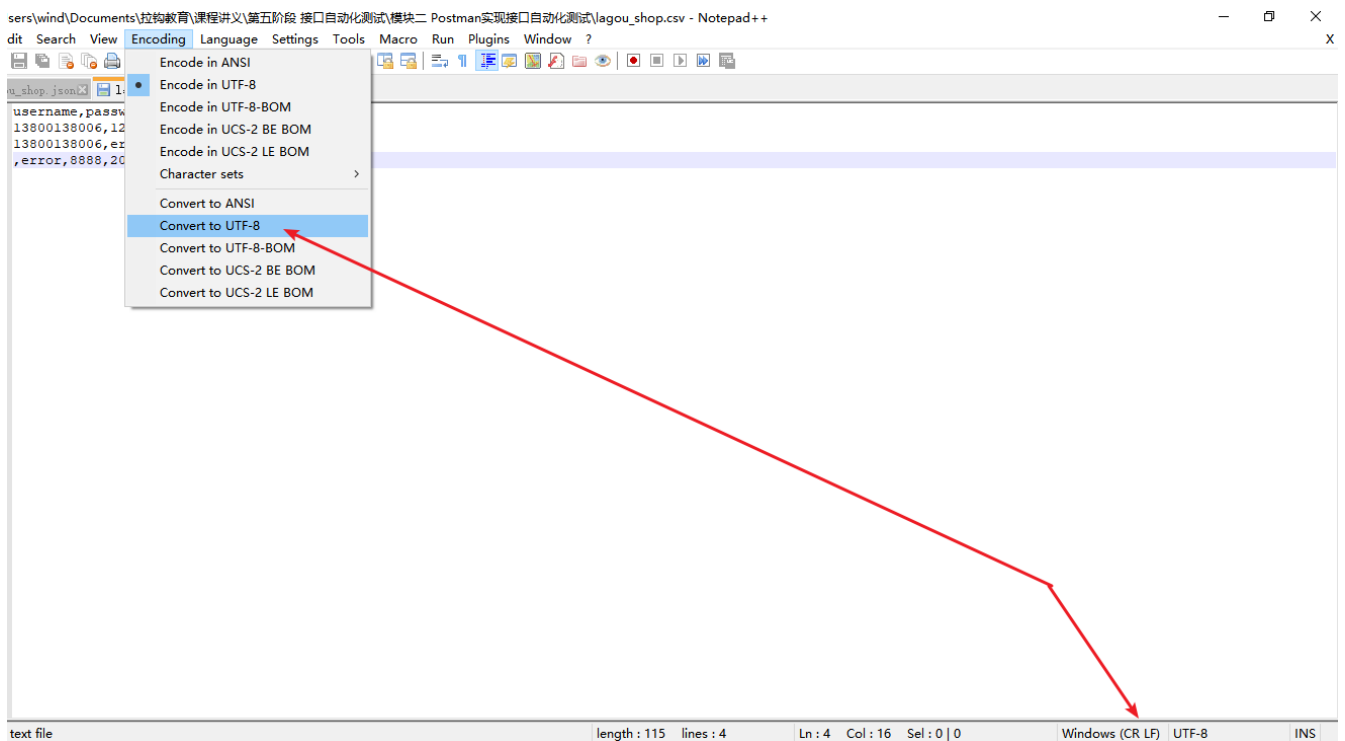 sers\wind\Documents\拉钩教育\课程讲义\第五阶段 接口自动化测试\模块二 Postman实现接口自动化测试\lagou_shop.csv - Notepad++
dit Search View Encoding Language Settings Tools Macro Run Plugins Window ? X
u_shop.json
username,passw
13800138006,12
13800138006,er
,error,8888,20
Encode in ANSI
Encode in UTF-8
Encode in UTF-8-BOM
Encode in UCS-2 BE BOM
Encode in UCS-2 LE BOM
Character sets
Convert to ANSI
Convert to UTF-8
Convert to UTF-8-BOM
Convert to UCS-2 BE BOM
Convert to UCS-2 LE BOM
text file length : 115 lines : 4 Ln : 4 Col : 16 Sel : 0 | 0 Windows (CR LF) UTF-8 INS